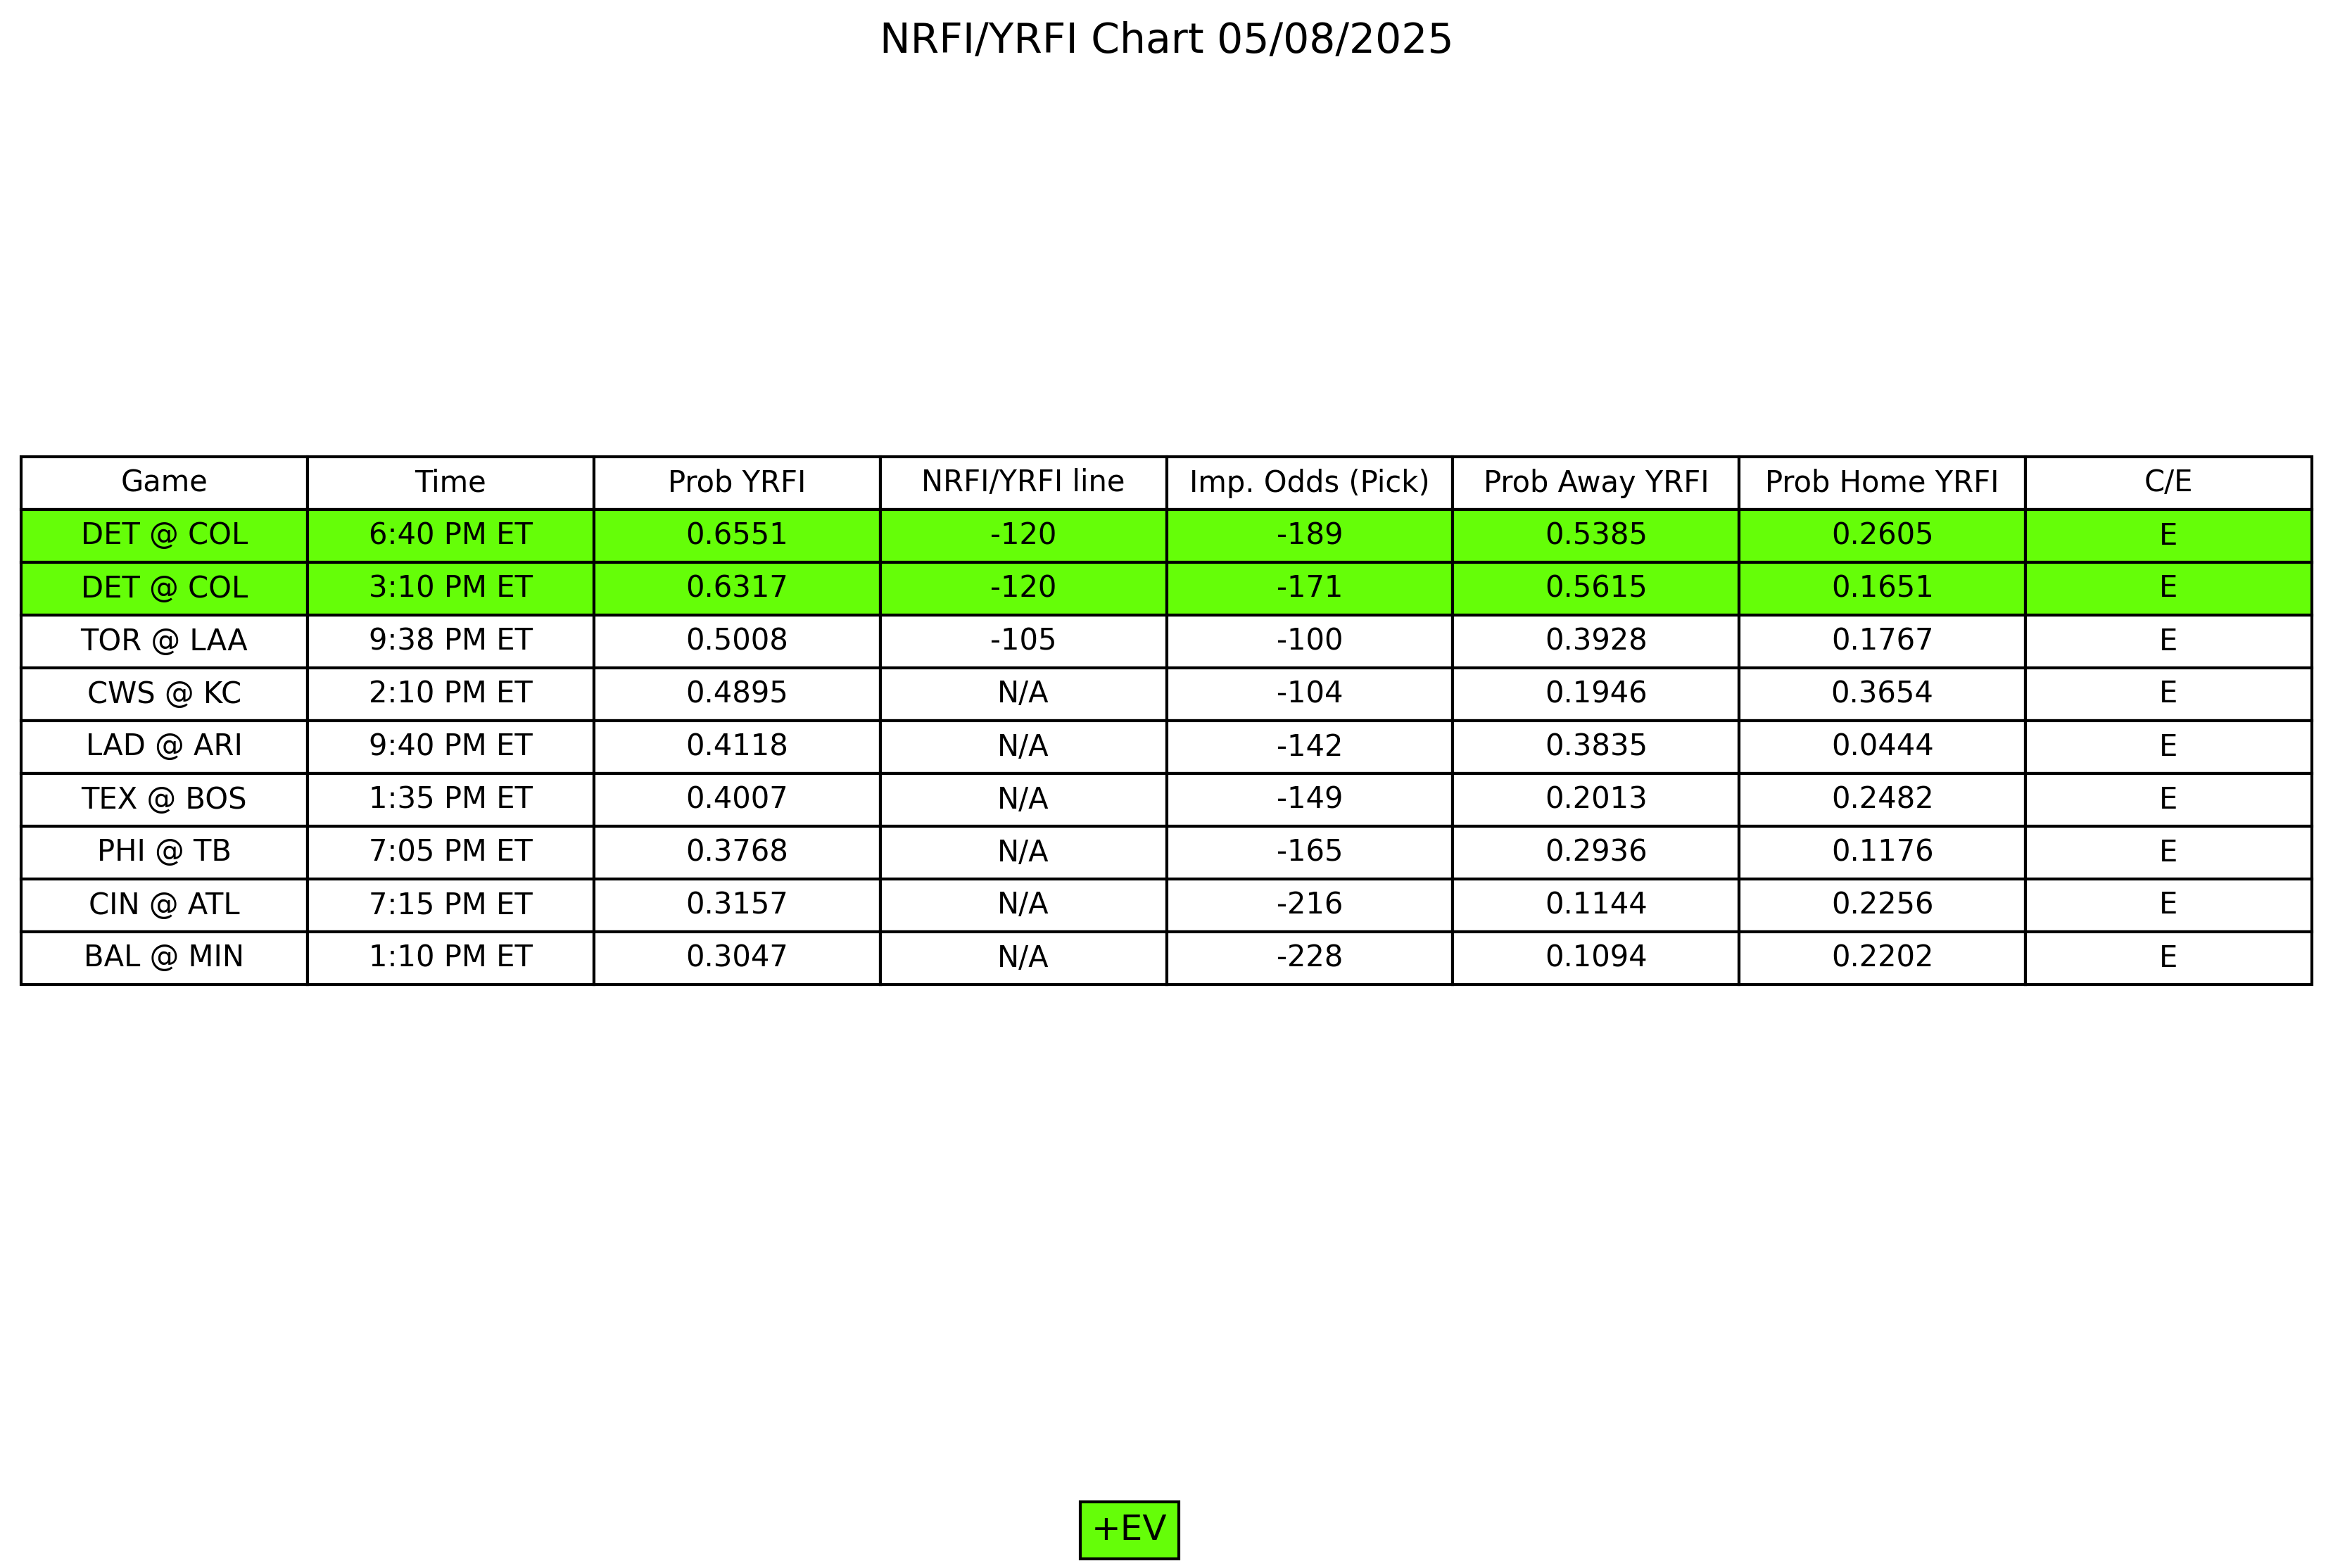 NRFI/YRFI Chart 05/08/2025
Game Time Prob YRFI NRFI/YRFI line Imp. Odds (Pick) Prob Away YRFI Prob Home YRFI C/E
DET @ COL 6:40 PM ET 0.6551 -120 -189 0.5385 0.2605 E
DET @ COL 3:10 PM ET 0.6317 -120 -171 0.5615 0.1651 E
TOR @ LAA 9:38 PM ET 0.5008 -105 -100 0.3928 0.1767 E
CWS @ KC 2:10 PM ET 0.4895 N/A -104 0.1946 0.3654 E
LAD @ ARI 9:40 PM ET 0.4118 N/A -142 0.3835 0.0444 E
TEX @ BOS 1:35 PM ET 0.4007 N/A -149 0.2013 0.2482 E
PHI @ TB 7:05 PM ET 0.3768 N/A -165 0.2936 0.1176 E
CIN @ ATL 7:15 PM ET 0.3157 N/A -216 0.1144 0.2256 E
BAL @ MIN 1:10 PM ET 0.3047 N/A -228 0.1094 0.2202 E
+EV